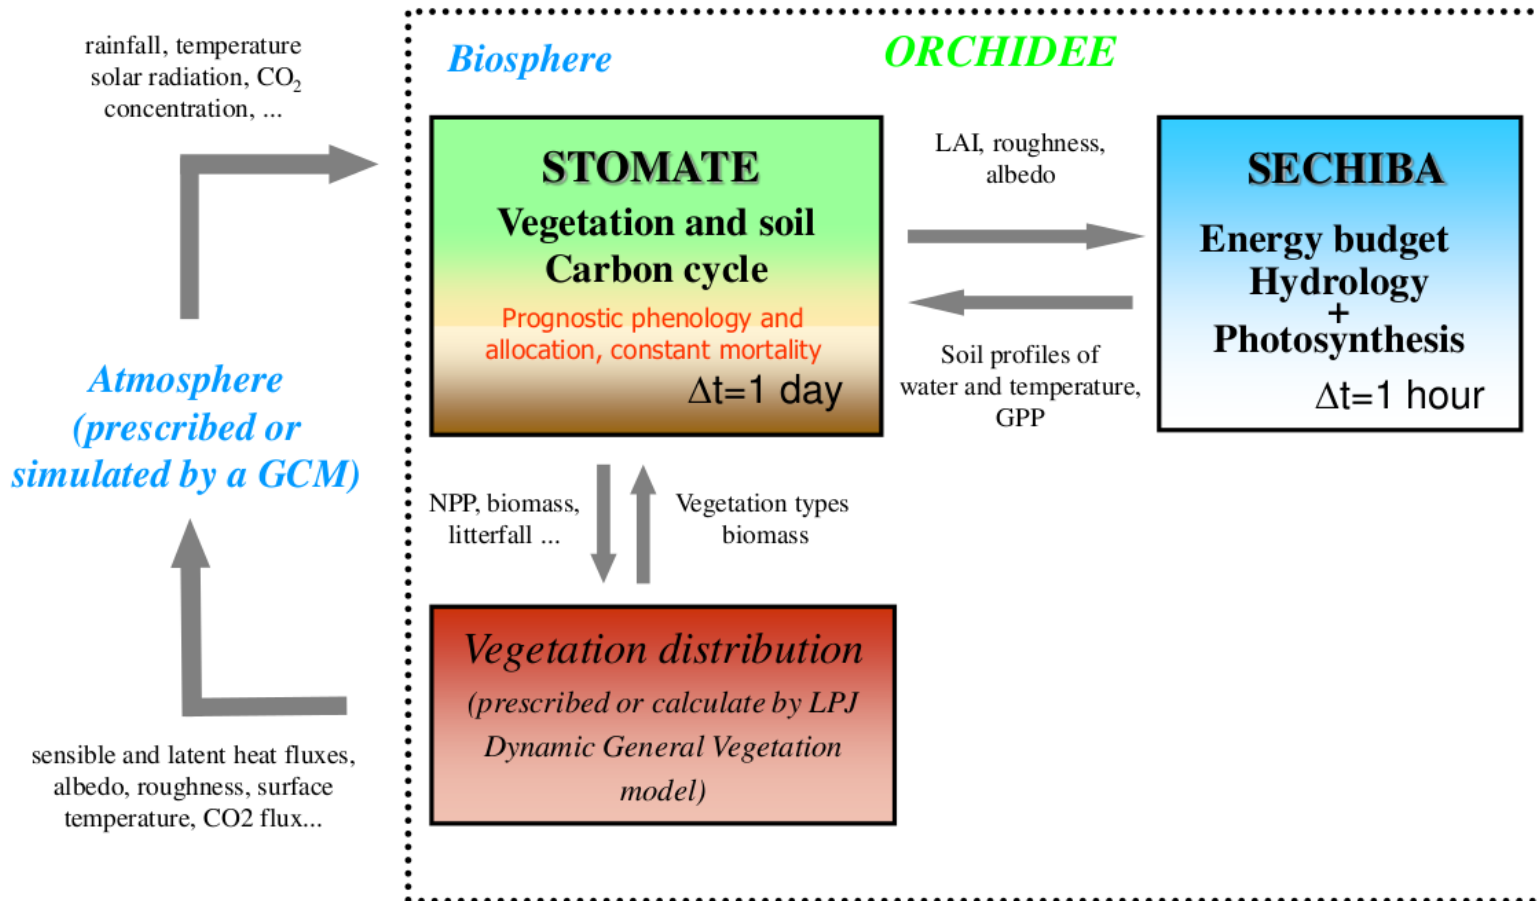 rainfall, temperature
solar radiation, CO₂
concentration, ...
Biosphere
ORCHIDEE
STOMATE
Vegetation and soil
Carbon cycle
Prognostic phenology and
allocation, constant mortality
Δt=1 day
LAI, roughness,
albedo
Soil profiles of
water and temperature,
GPP
SECHIBA
Energy budget
Hydrology
+
Photosynthesis
Δt=1 hour
Atmosphere
(prescribed or
simulated by a GCM)
NPP, biomass,
litterfall ...
Vegetation types
biomass
Vegetation distribution
(prescribed or calculate by LPJ
Dynamic General Vegetation
model)
sensible and latent heat fluxes,
albedo, roughness, surface
temperature, CO2 flux...